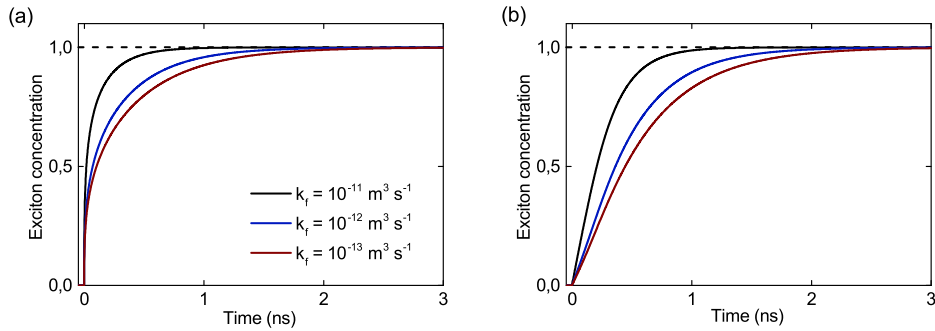 (a)
Exciton concentration
1,0
0,5
0,0
k_f = 10^-11 m^3 s^-1
k_f = 10^-12 m^3 s^-1
k_f = 10^-13 m^3 s^-1
0 1 2 3
Time (ns)
(b)
Exciton concentration
1,0
0,5
0,0
0 1 2 3
Time (ns)